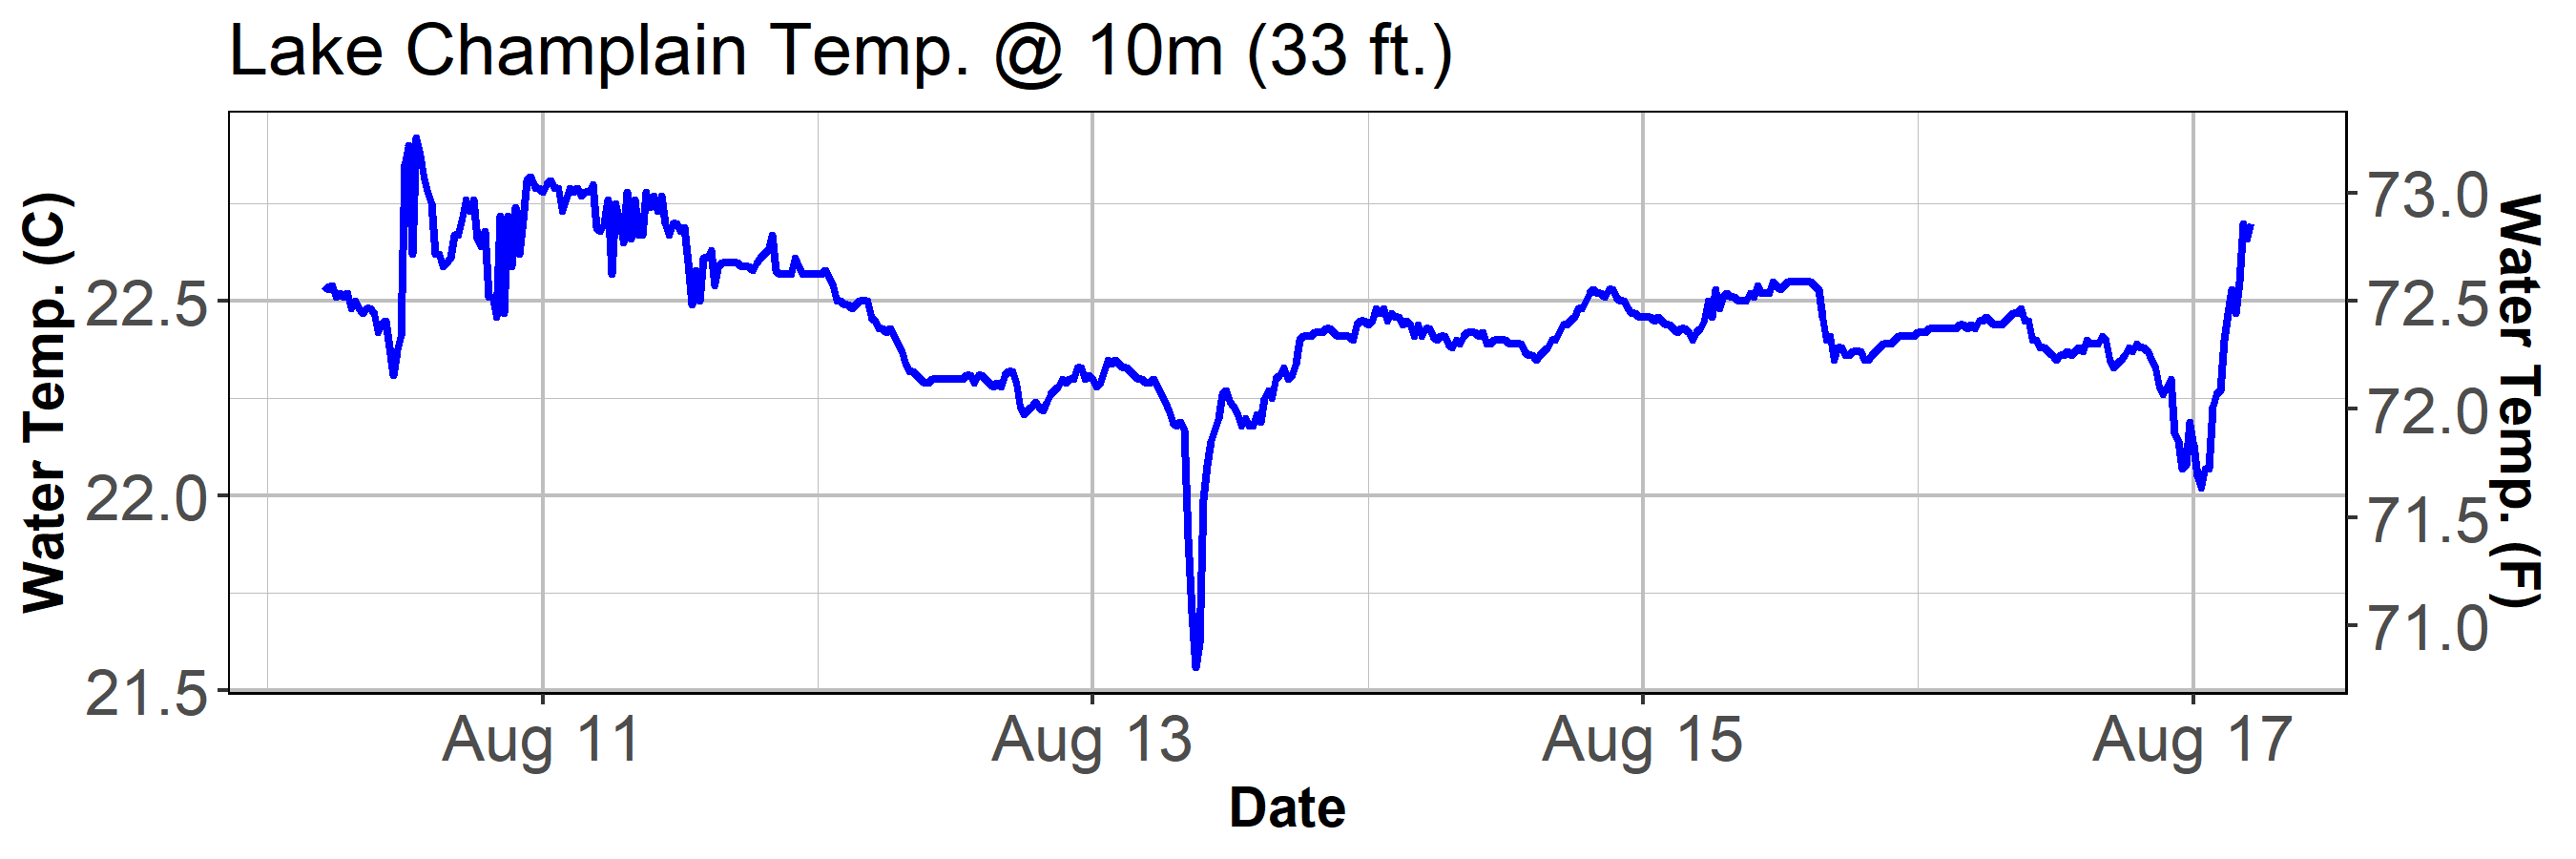 Lake Champlain Temp. @ 10m (33 ft.)
Water Temp. (C)
22.5
22.0
21.5
73.0
72.5
72.0
71.5
71.0
Water Temp. (F)
Aug 11 Aug 13 Aug 15 Aug 17
Date